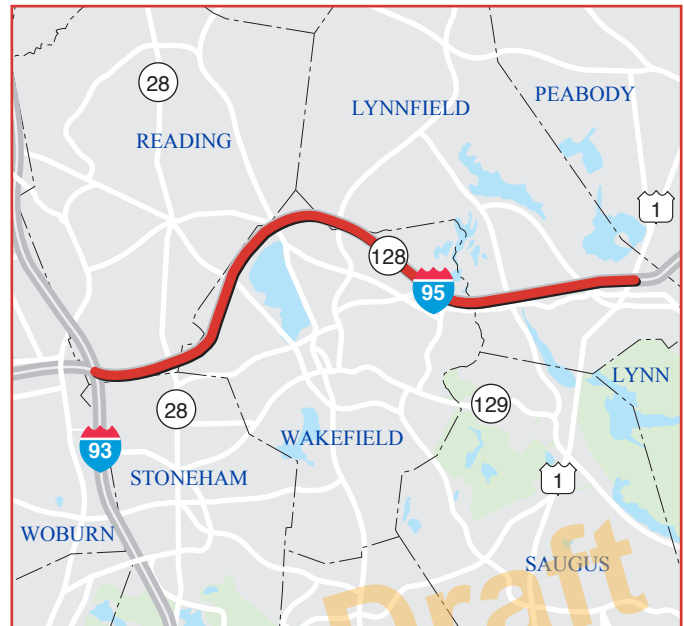 28
PEABODY
LYNNFIELD
READING
1
128
95
LYNN
28
129
WAKEFIELD
93
STONEHAM
1
WOBURN
SAUGUS
Draft